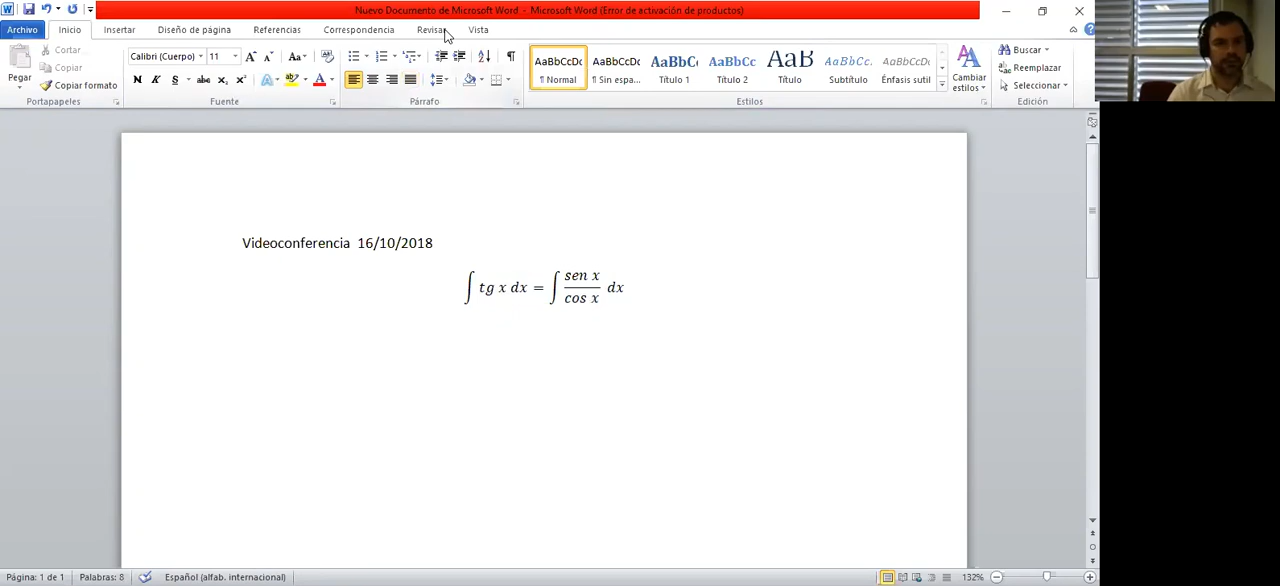 Nuevo Documento de Microsoft Word - Microsoft Word (Error de activación de productos)
Archivo Inicio Insertar Diseño de página Referencias Correspondencia Revisar Vista
Pegar
Cortar
Copiar
Copiar formato
Portapapeles
Calibri (Cuerpo) 11
Fuente
Párrafo
AaBbCcDc AaBbCcDc AaBbC AaBbCc AaB AaBbCc. AaBbCcDc
¶ Normal ¶ Sin espa... Título 1 Título 2 Título Subtítulo Énfasis sutil
Cambiar estilos
Estilos
Buscar
Reemplazar
Seleccionar
Edición
Videoconferencia 16/10/2018
∫ tg x dx = ∫ sen x / cos x dx
Página: 1 de 1 Palabras: 8 Español (alfab. internacional) 132%